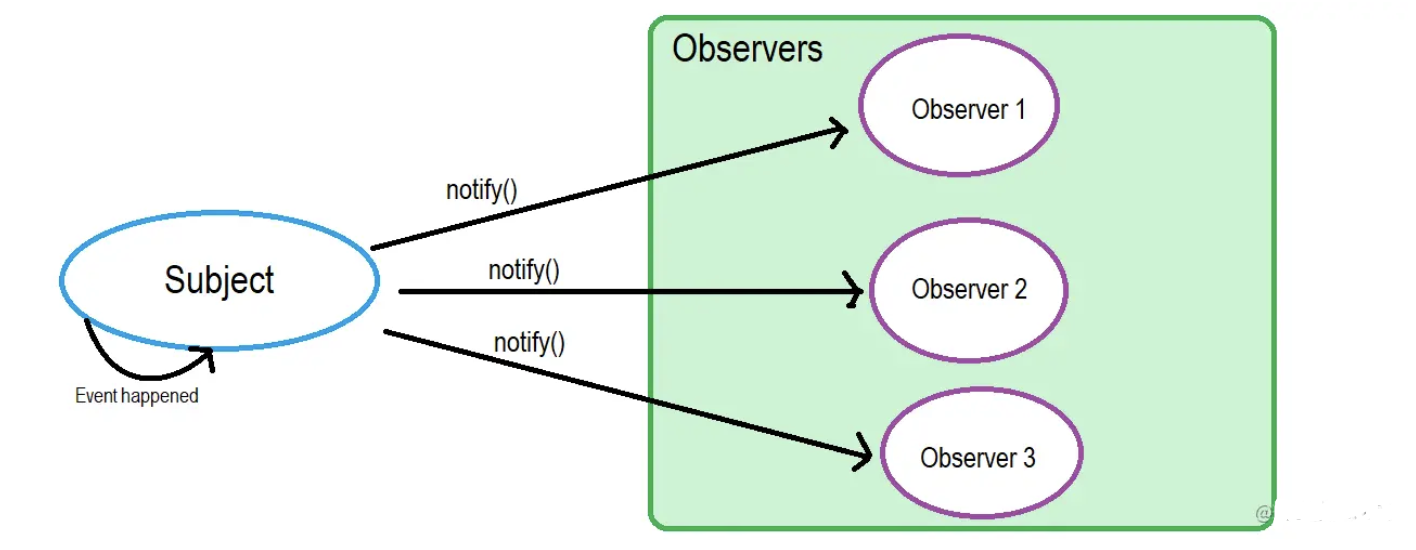 Observers
Observer 1
notify()
Subject
notify()
Observer 2
notify()
Event happened
Observer 3
@